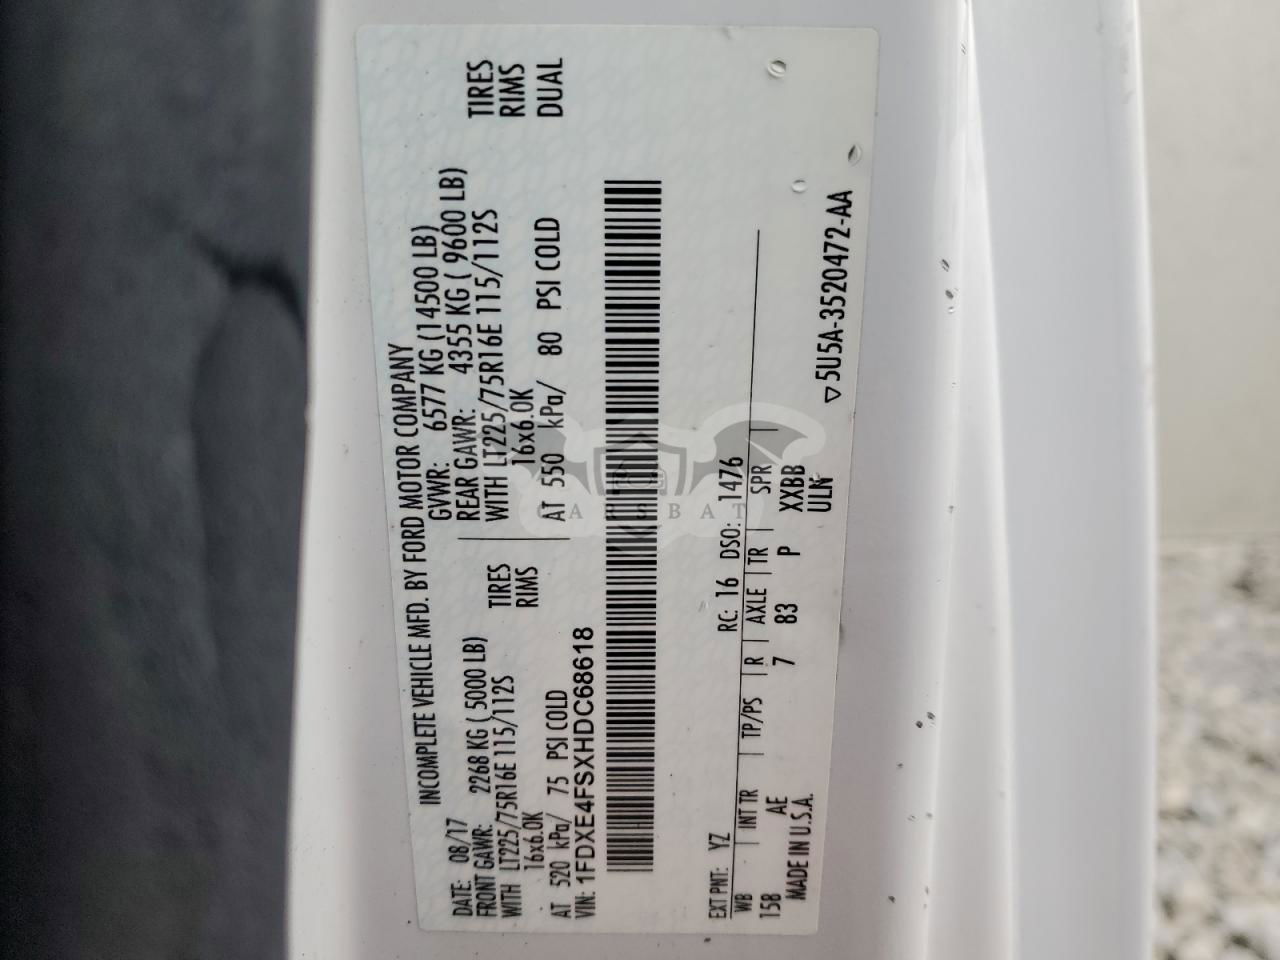 INCOMPLETE VEHICLE MFD. BY FORD MOTOR COMPANY
DATE: 08/17 GVWR: 6577 KG (14500 LB)
FRONT GAWR: 2268 KG ( 5000 LB) REAR GAWR: 4355 KG ( 9600 LB)
WITH LT225/75R16E 115/112S TIRES WITH LT225/75R16E 115/112S TIRES
16x6.0K RIMS 16x6.0K RIMS
AT 520 kPa/ 75 PSI COLD AT 550 kPa/ 80 PSI COLD DUAL
VIN: 1FDXE4FSXHDC68618
CARSBAT
EXT PNT: YZ RC: 16 DSO: 1476
WB INT TR TP/PS R AXLE TR SPR
158 AE 7 83 P XXBB
MADE IN U.S.A. ULN
▽5U5A-3520472-AA